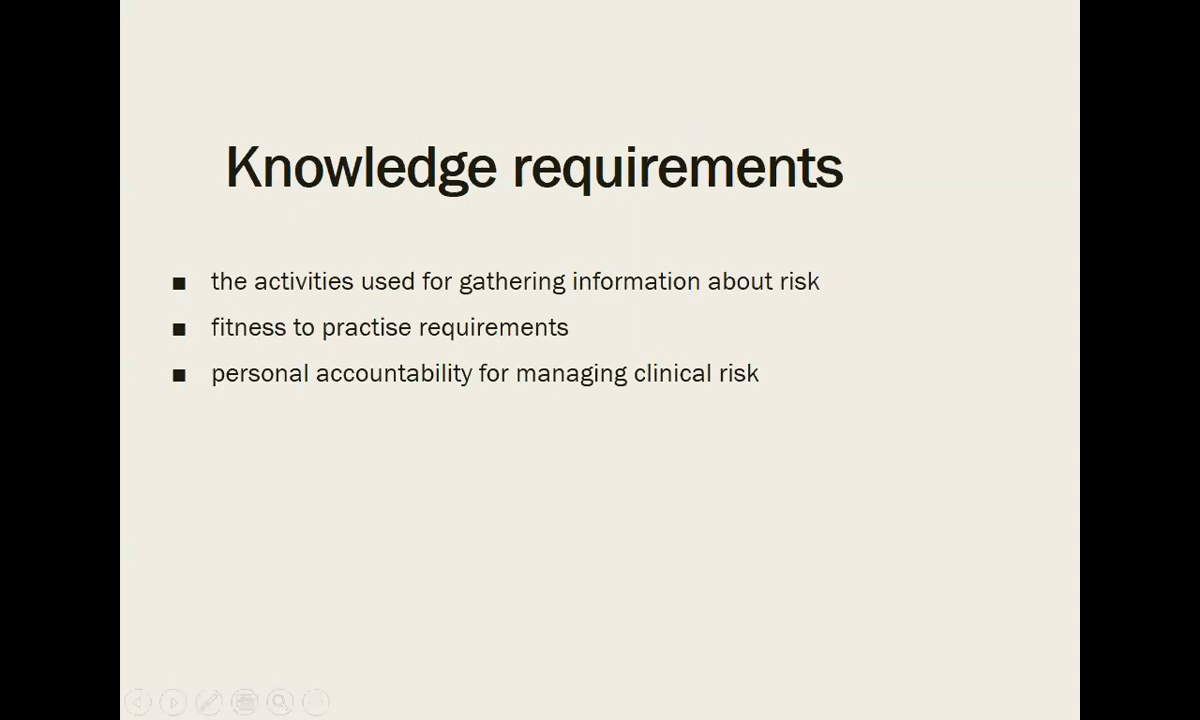 Knowledge requirements
■ the activities used for gathering information about risk
■ fitness to practise requirements
■ personal accountability for managing clinical risk